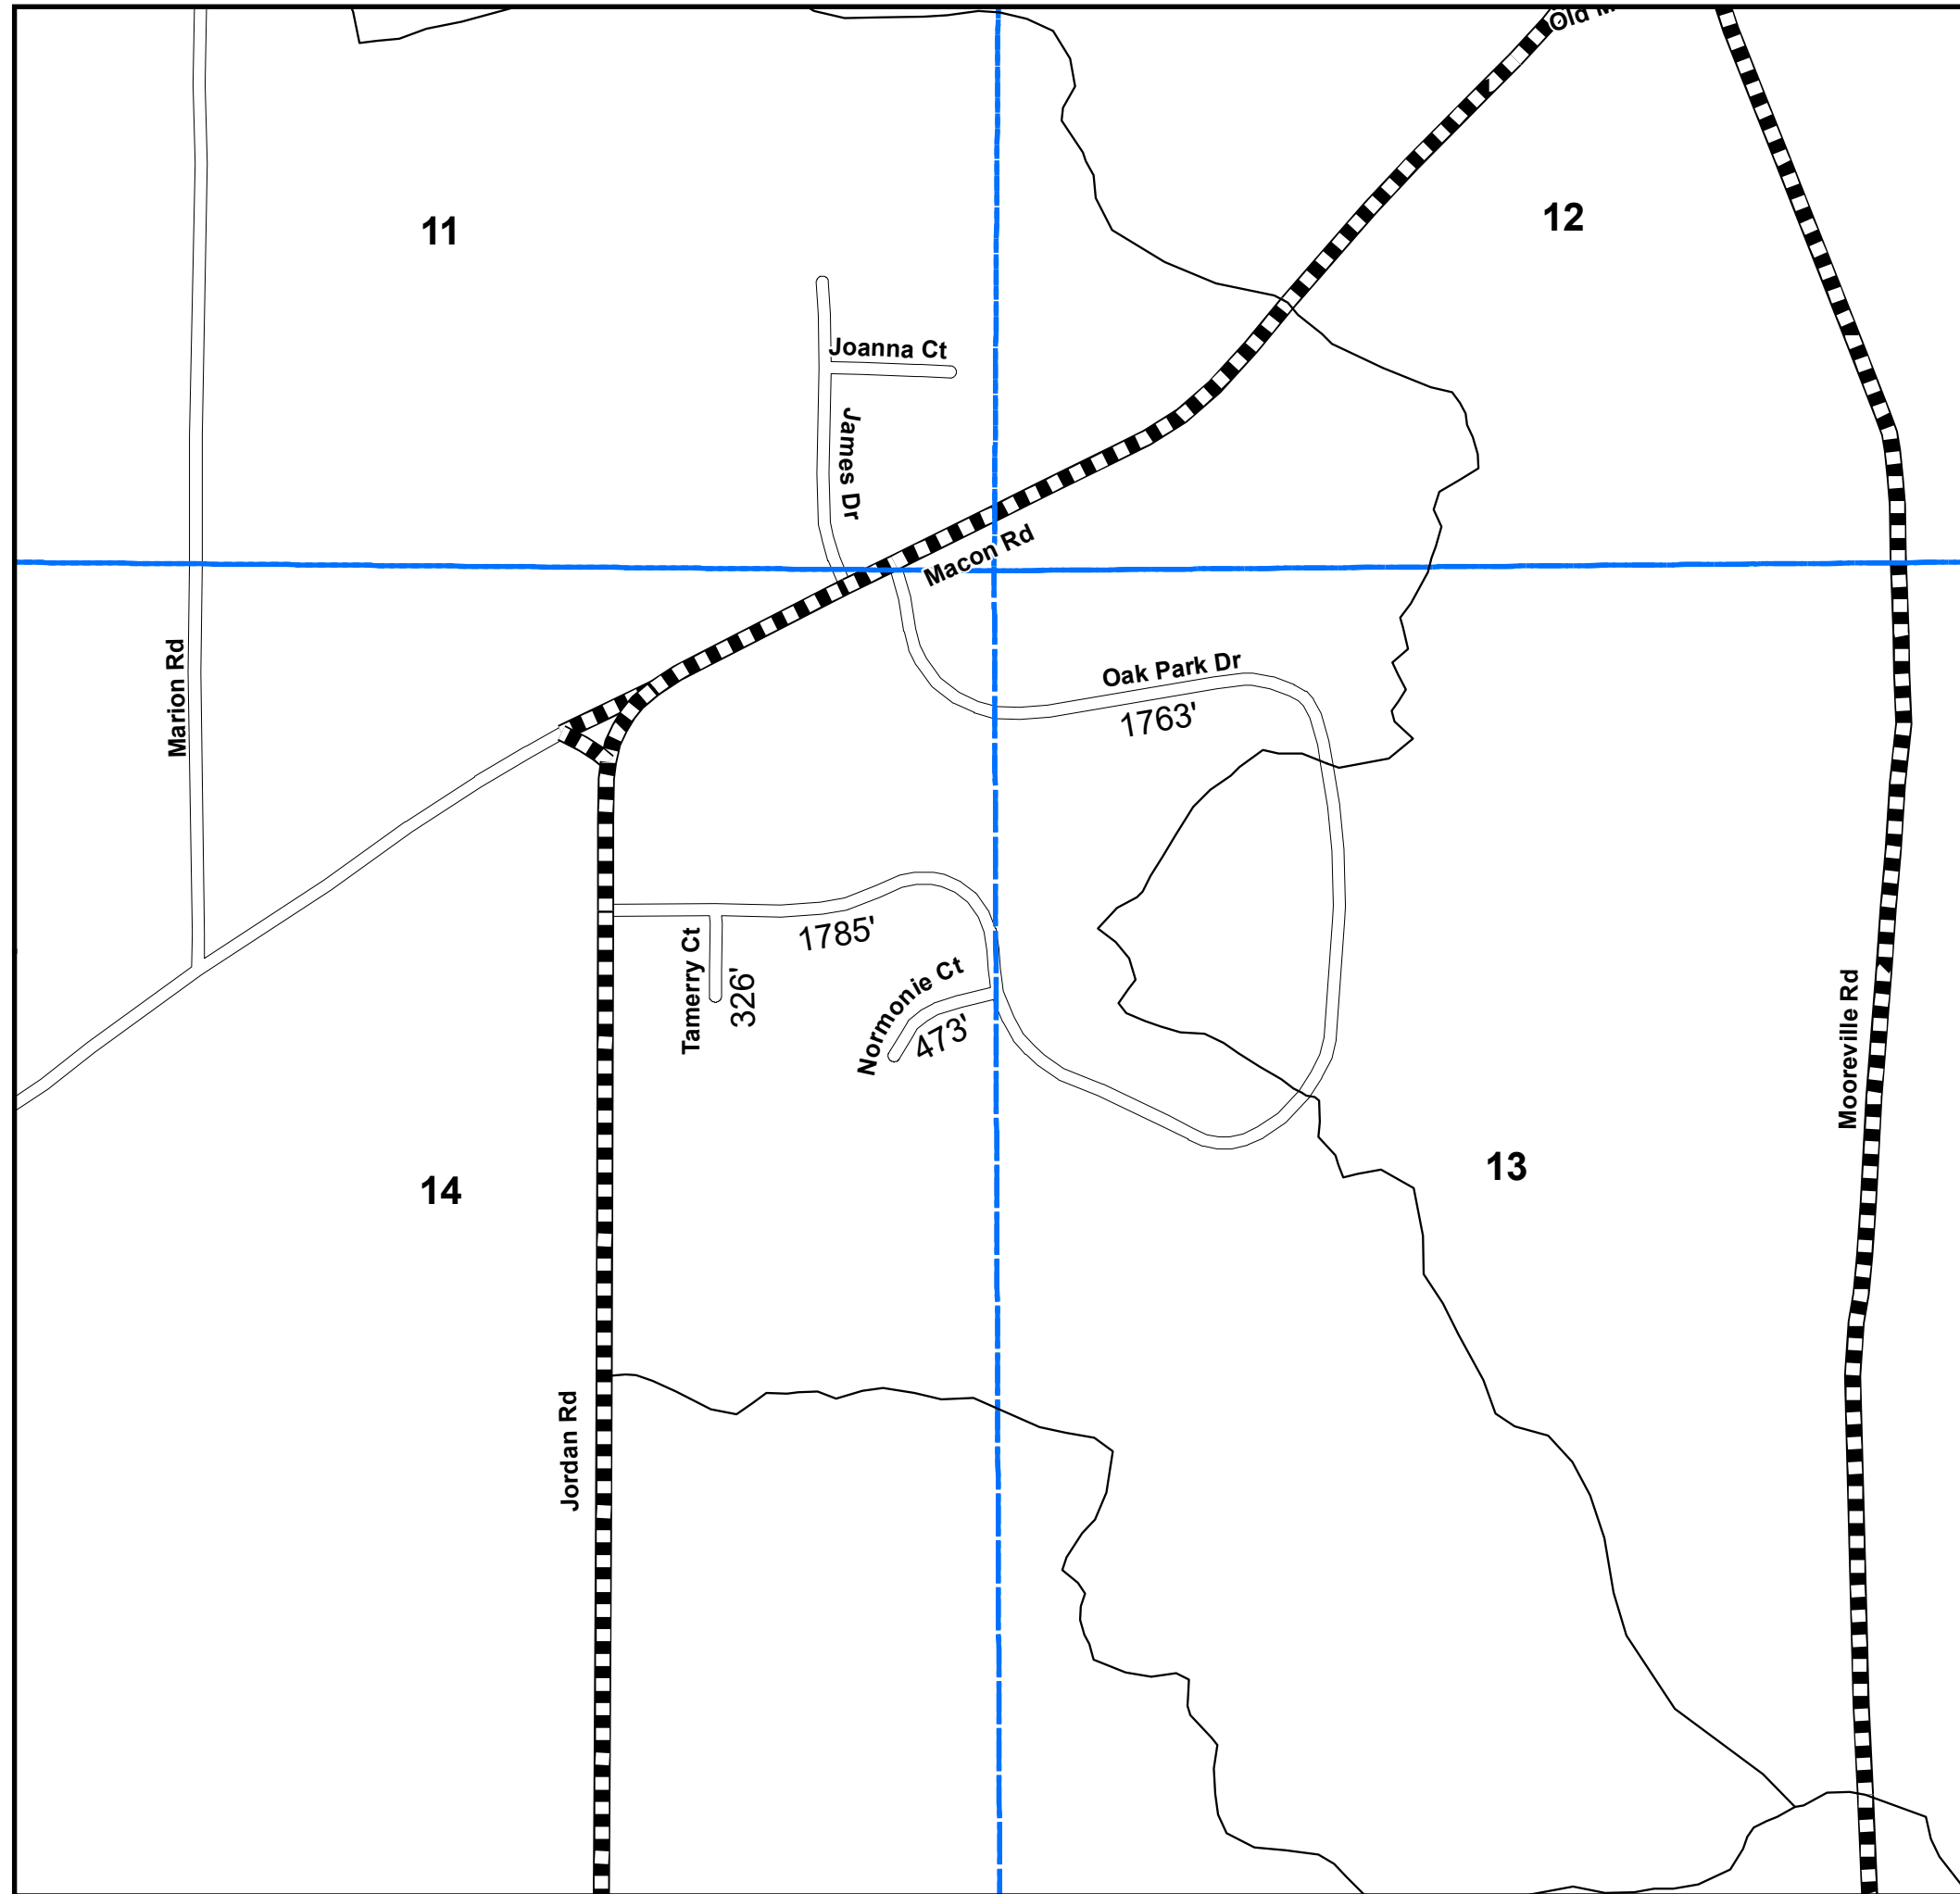 Old
12
11
Joanna Ct
James Dr
Macon Rd
Marion Rd
Oak Park Dr
1763'
1785'
Tamerry Ct
326'
Normonie Ct
473'
Mooreville Rd
13
14
Jordan Rd